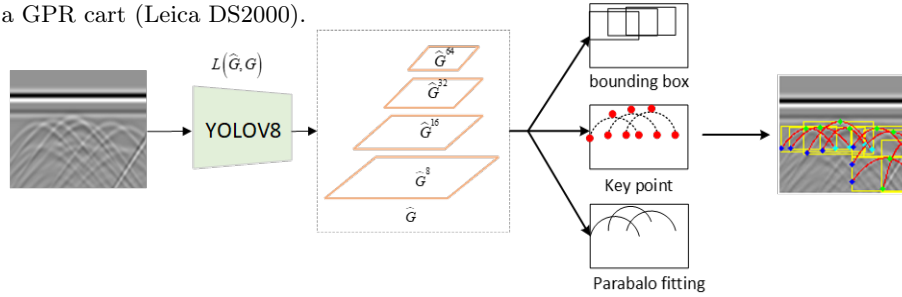 a GPR cart (Leica DS2000).
L(Ĝ, G)
YOLOV8
Ĝ^64
Ĝ^32
Ĝ^16
Ĝ^8
Ĝ
bounding box
Key point
Parabalo fitting